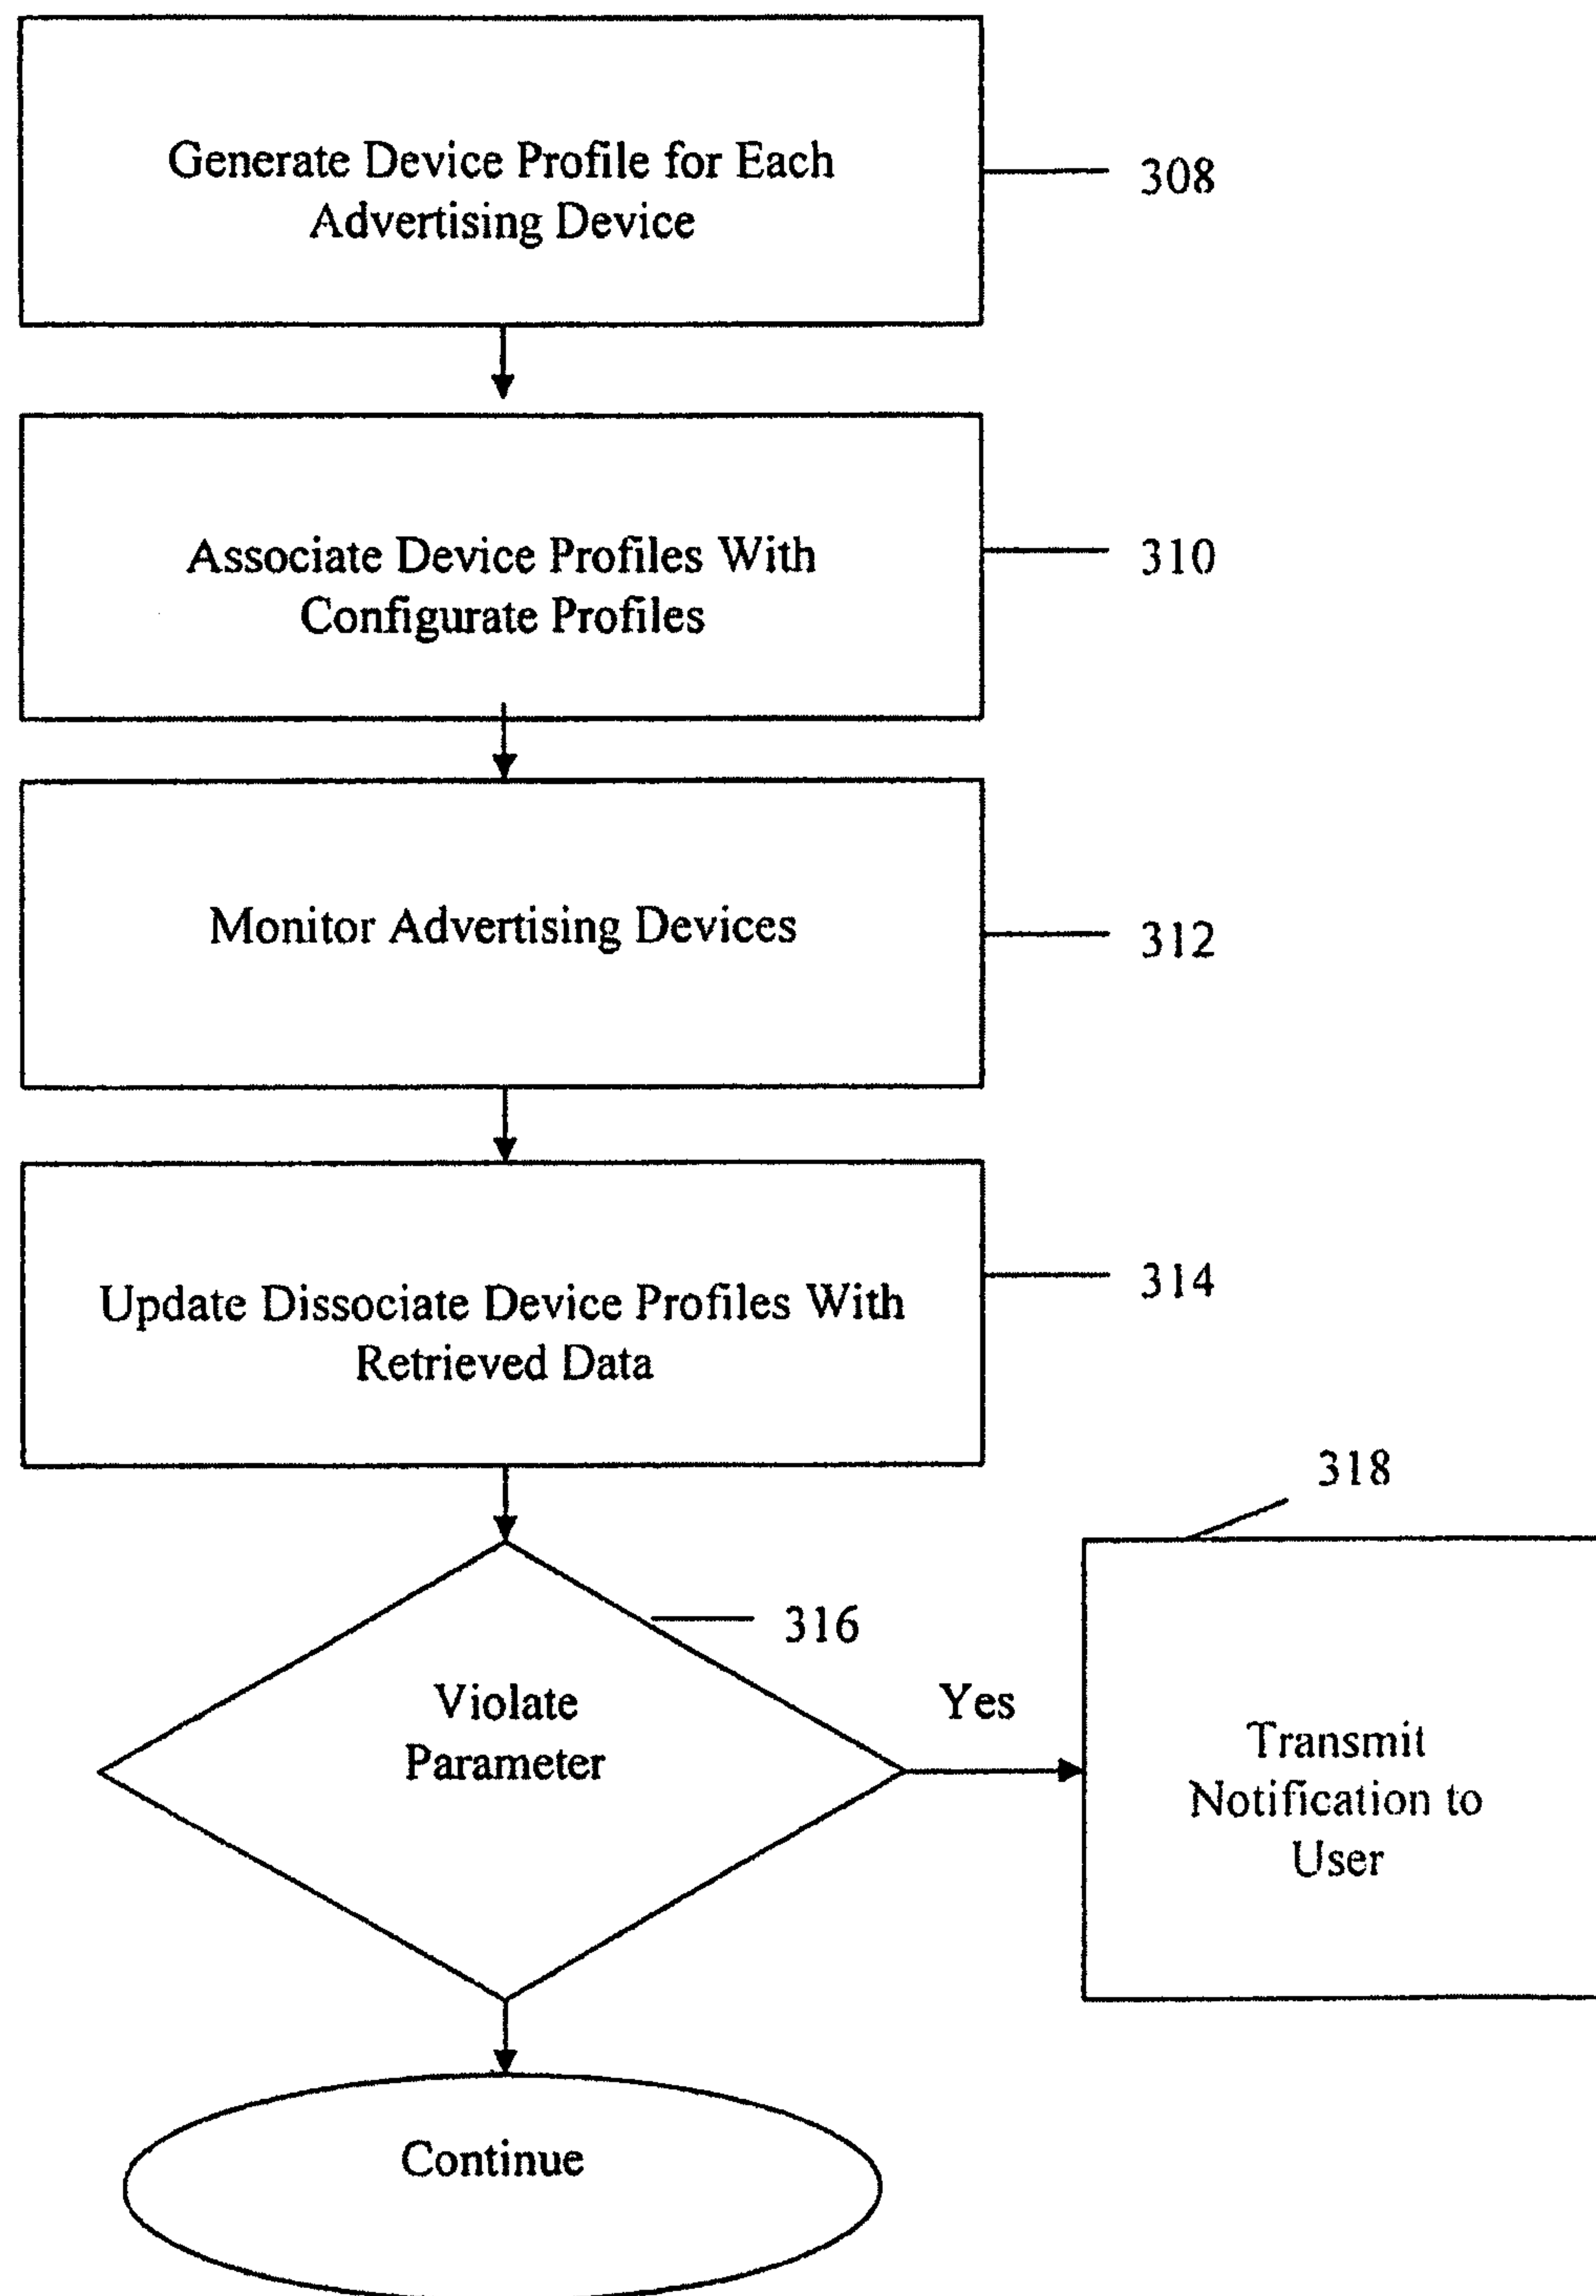 Generate Device Profile for Each
Advertising Device
308
Associate Device Profiles With
Configurate Profiles
310
Monitor Advertising Devices
312
Update Dissociate Device Profiles With
Retrieved Data
314
318
316
Violate
Parameter
Yes
Transmit
Notification to
User
Continue